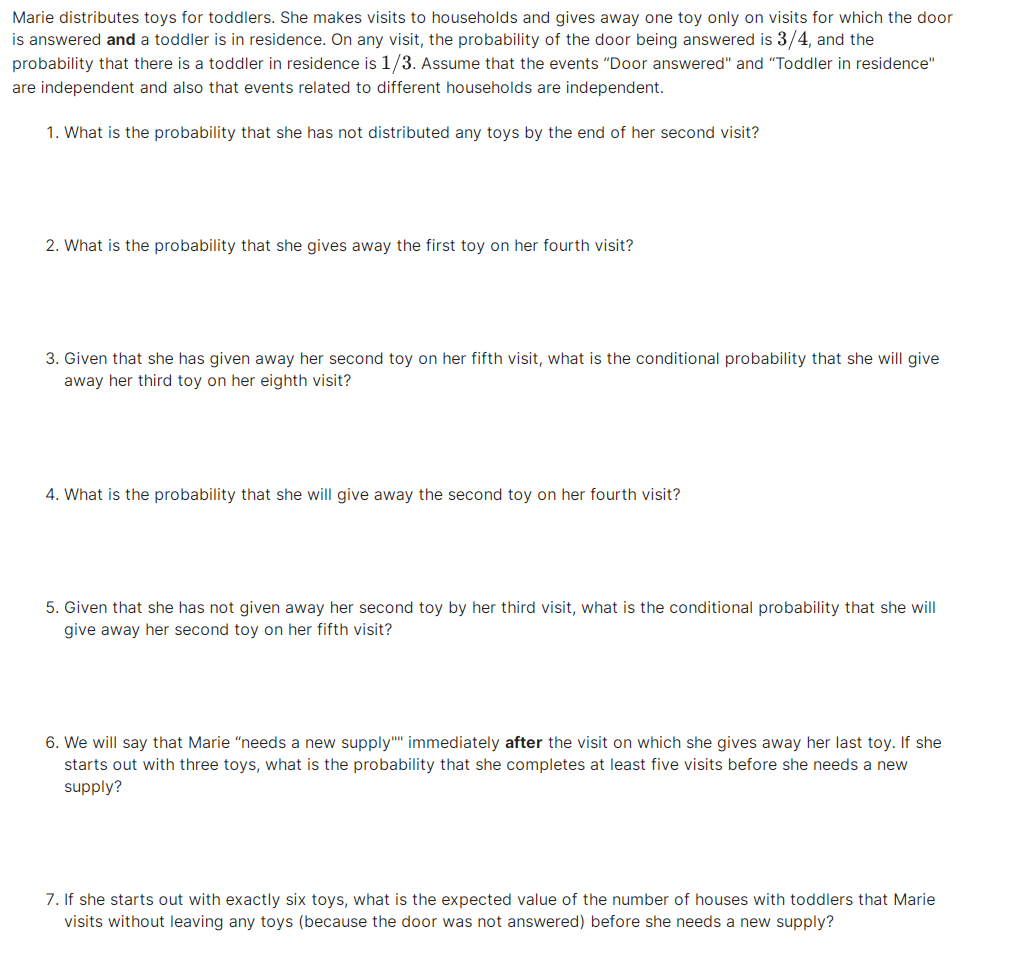 Marie distributes toys for toddlers. She makes visits to households and gives away one toy only on visits for which the door
is answered and a toddler is in residence. On any visit, the probability of the door being answered is 3/4, and the
probability that there is a toddler in residence is 1/3. Assume that the events "Door answered" and "Toddler in residence"
are independent and also that events related to different households are independent.
1. What is the probability that she has not distributed any toys by the end of her second visit?
2. What is the probability that she gives away the first toy on her fourth visit?
3. Given that she has given away her second toy on her fifth visit, what is the conditional probability that she will give
away her third toy on her eighth visit?
4. What is the probability that she will give away the second toy on her fourth visit?
5. Given that she has not given away her second toy by her third visit, what is the conditional probability that she will
give away her second toy on her fifth visit?
6. We will say that Marie "needs a new supply"" immediately after the visit on which she gives away her last toy. If she
starts out with three toys, what is the probability that she completes at least five visits before she needs a new
supply?
7. If she starts out with exactly six toys, what is the expected value of the number of houses with toddlers that Marie
visits without leaving any toys (because the door was not answered) before she needs a new supply?